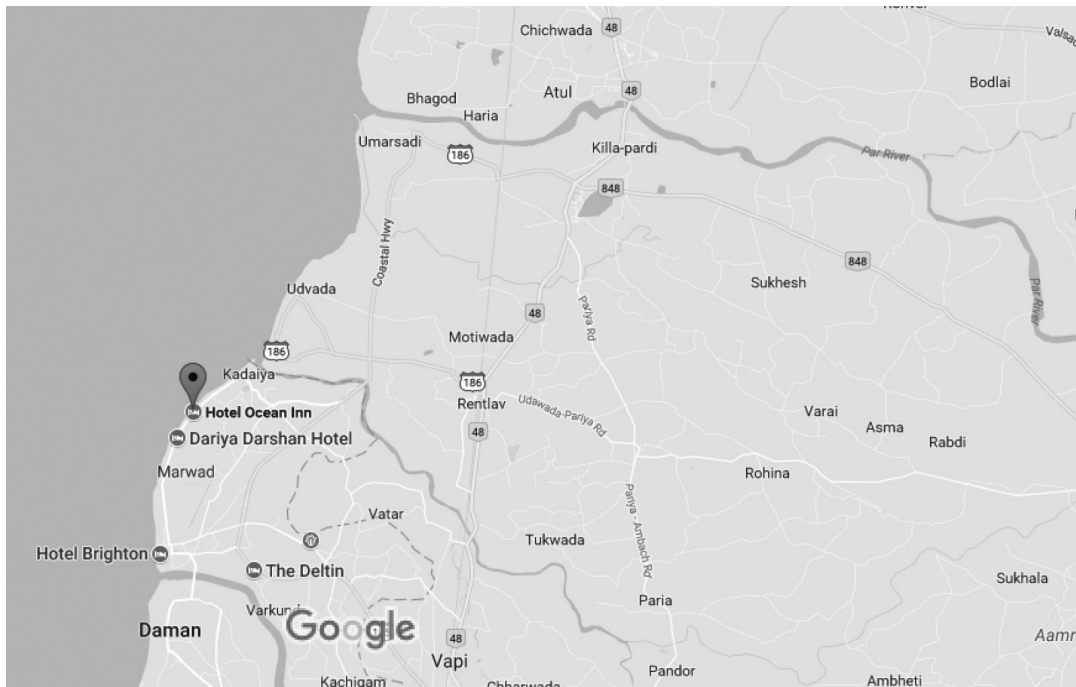 Chichwada
48
Valsad
Bodlai
48
Atul
Bhagod
Haria
Umarsadi
Killa-pardi
186
Par River
848
Coastal Hwy
848
Sukhesh
Par River
Udvada
Pariya Rd
48
Motiwada
186
Kadaiya
186
Rentlav
Udawada-Pariya Rd
Hotel Ocean Inn
Varai
Asma
48
Dariya Darshan Hotel
Rabdi
Marwad
Rohina
Pariya - Ambach Rd
Vatar
Tukwada
Hotel Brighton
The Deltin
Sukhala
Paria
Daman
Google
48
Vapi
Pandor
Kachigam
Chharwada
Ambheti